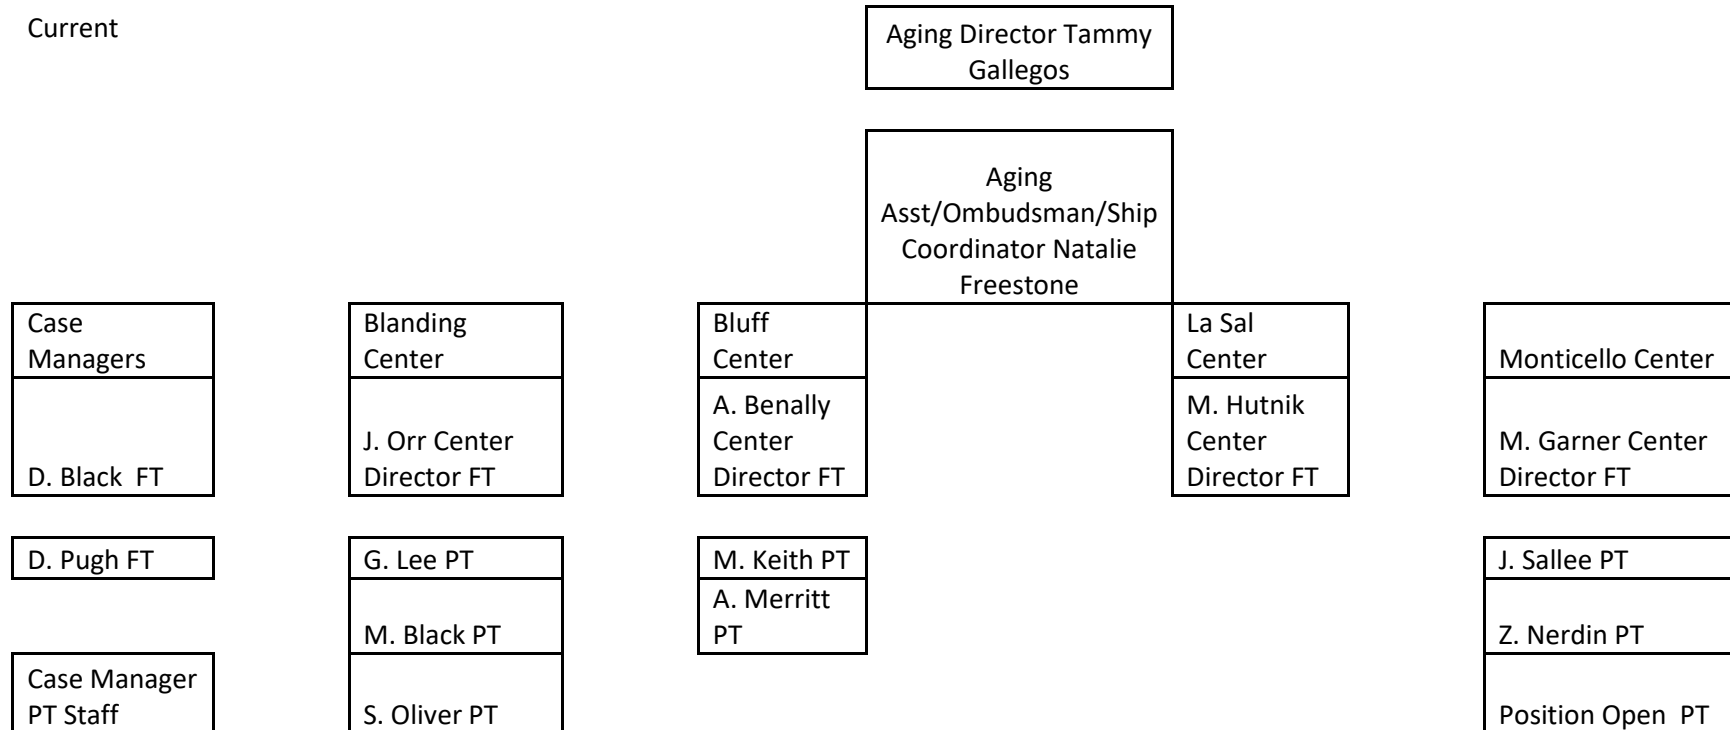 Current
Aging Director Tammy
Gallegos
Aging
Asst/Ombudsman/Ship
Coordinator Natalie
Freestone
Case
Managers
Blanding
Center
Bluff
Center
La Sal
Center
Monticello Center
D. Black  FT
J. Orr Center
Director FT
A. Benally
Center
Director FT
M. Hutnik
Center
Director FT
M. Garner Center
Director FT
D. Pugh FT
G. Lee PT
M. Keith PT
J. Sallee PT
M. Black PT
A. Merritt
PT
Z. Nerdin PT
Case Manager
PT Staff
S. Oliver PT
Position Open  PT